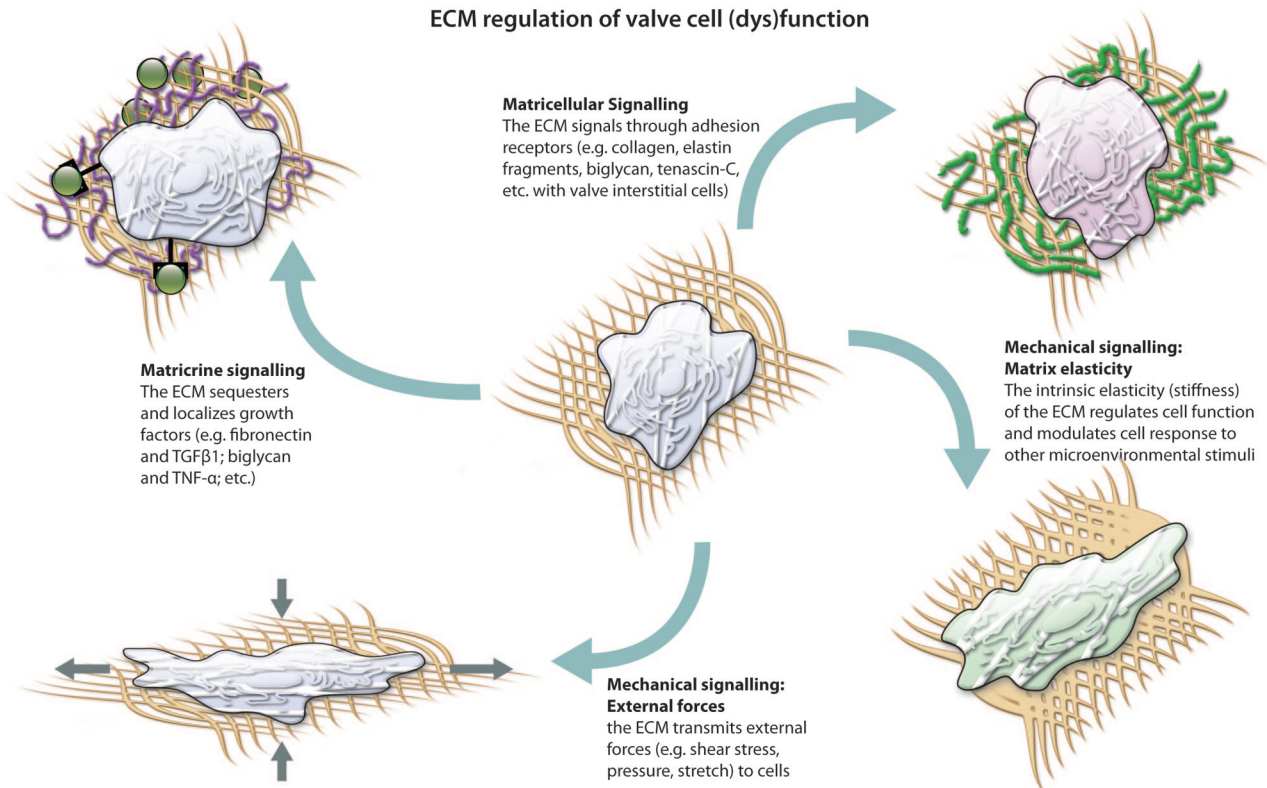 ECM regulation of valve cell (dys)function
Matricellular Signalling
The ECM signals through adhesion
receptors (e.g. collagen, elastin
fragments, biglycan, tenascin-C,
etc. with valve interstitial cells)
Matricrine signalling
The ECM sequesters
and localizes growth
factors (e.g. fibronectin
and TGFβ1; biglycan
and TNF-α; etc.)
Mechanical signalling:
Matrix elasticity
The intrinsic elasticity (stiffness)
of the ECM regulates cell function
and modulates cell response to
other microenvironmental stimuli
Mechanical signalling:
External forces
the ECM transmits external
forces (e.g. shear stress,
pressure, stretch) to cells